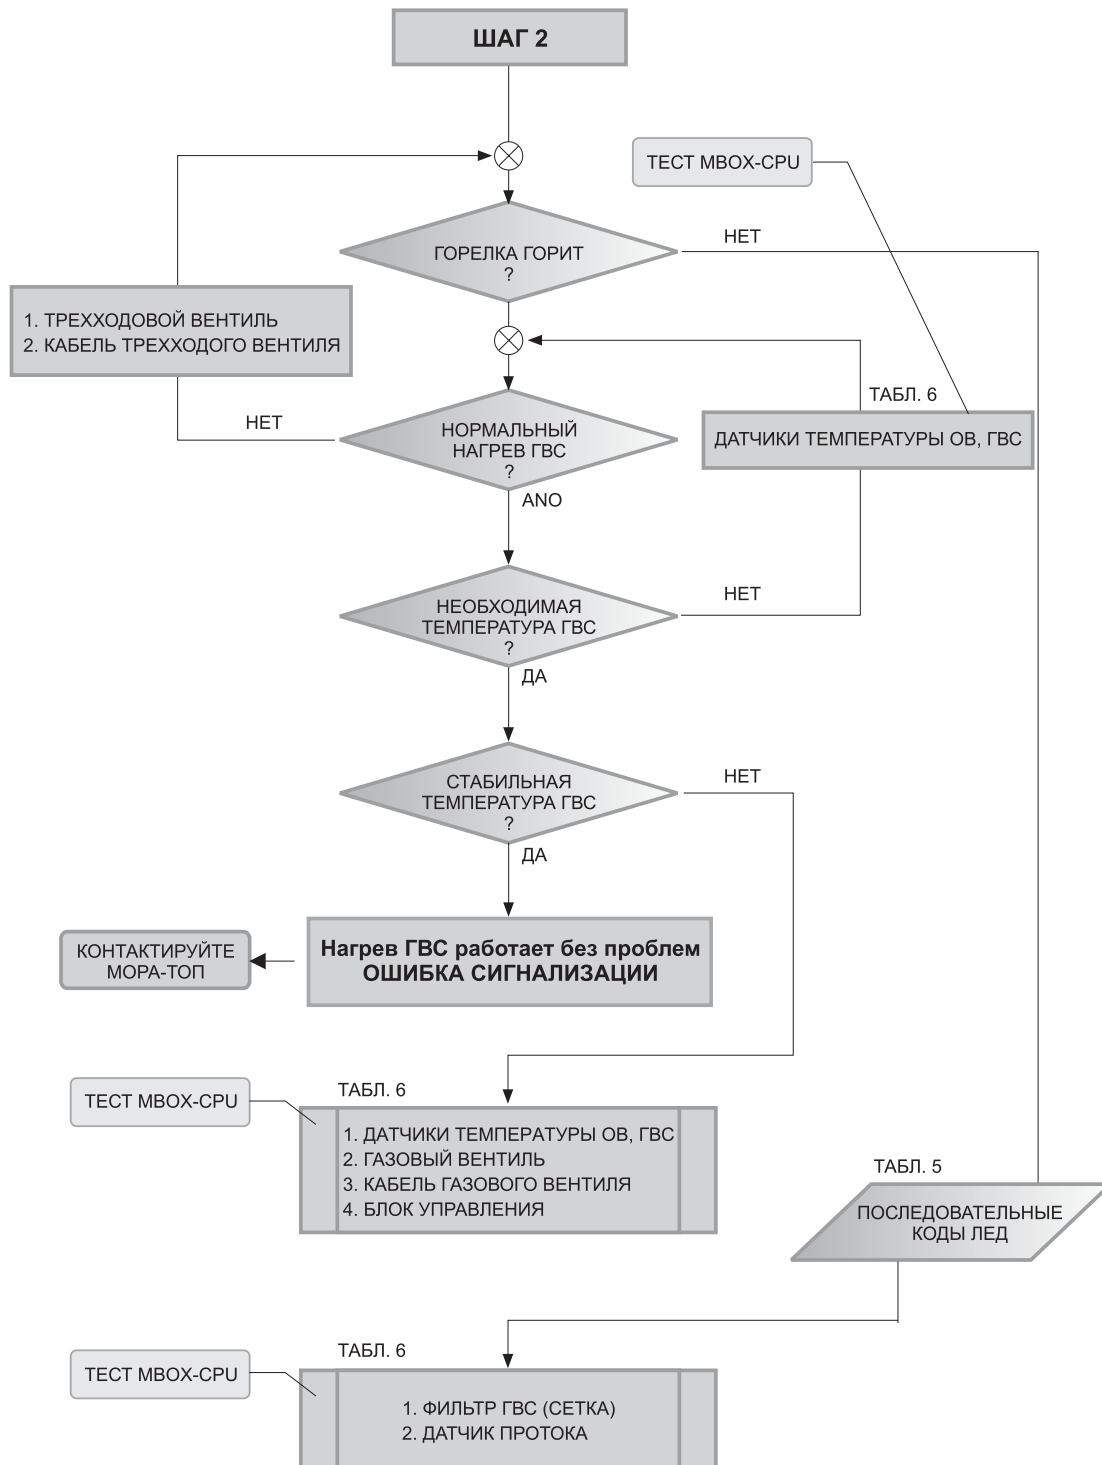 ШАГ 2
ТЕСТ MBOX-CPU
НЕТ
ГОРЕЛКА ГОРИТ
?
1. ТРЕХХОДОВОЙ ВЕНТИЛЬ
2. КАБЕЛЬ ТРЕХХОДОГО ВЕНТИЛЯ
ТАБЛ. 6
НЕТ
НОРМАЛЬНЫЙ
НАГРЕВ ГВС
?
ДАТЧИКИ ТЕМПЕРАТУРЫ ОВ, ГВС
ANO
НЕТ
НЕОБХОДИМАЯ
ТЕМПЕРАТУРА ГВС
?
ДА
НЕТ
СТАБИЛЬНАЯ
ТЕМПЕРАТУРА ГВС
?
ДА
КОНТАКТИРУЙТЕ
МОРА-ТОП
Нагрев ГВС работает без проблем
ОШИБКА СИГНАЛИЗАЦИИ
ТАБЛ. 6
ТЕСТ MBOX-CPU
1. ДАТЧИКИ ТЕМПЕРАТУРЫ ОВ, ГВС
2. ГАЗОВЫЙ ВЕНТИЛЬ
3. КАБЕЛЬ ГАЗОВОГО ВЕНТИЛЯ
4. БЛОК УПРАВЛЕНИЯ
ТАБЛ. 5
ПОСЛЕДОВАТЕЛЬНЫЕ
КОДЫ ЛЕД
ТАБЛ. 6
ТЕСТ MBOX-CPU
1. ФИЛЬТР ГВС (СЕТКА)
2. ДАТЧИК ПРОТОКА